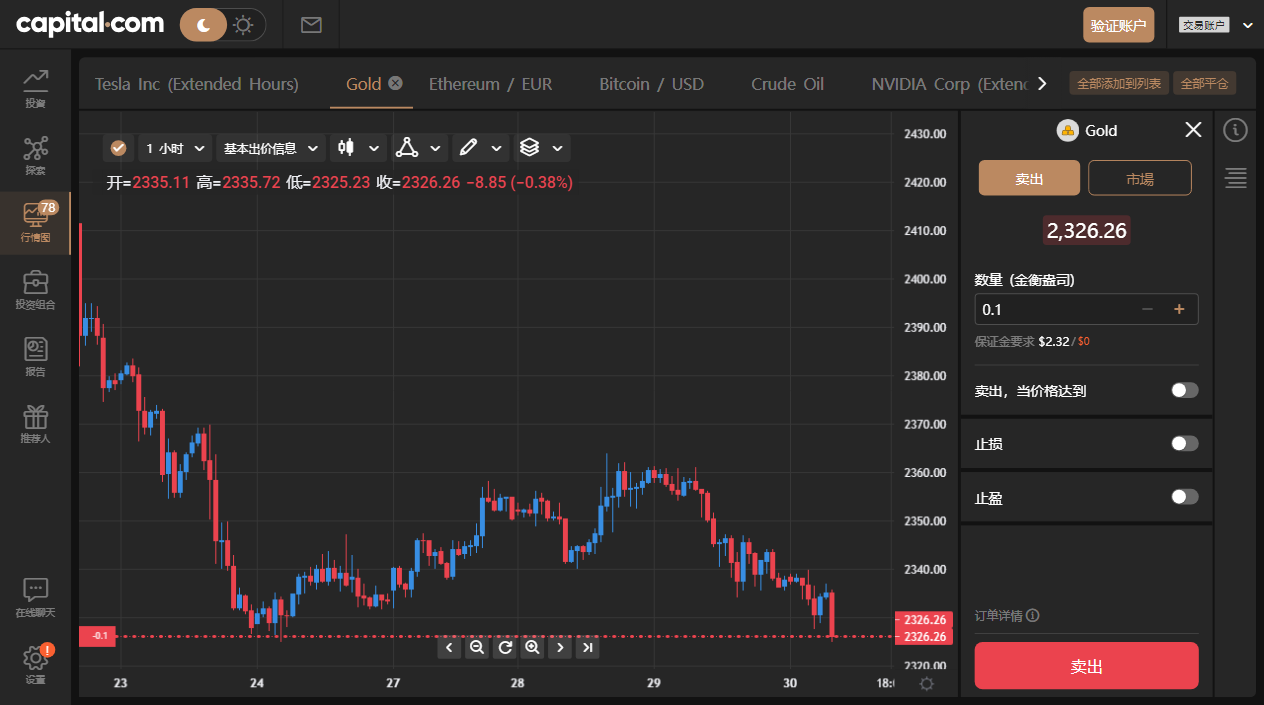 capital.com
验证账户
交易账户
投資
探索
78
行情图
投资组合
报告
推荐人
在线聊天
!
设置
Tesla Inc (Extended Hours)
Gold
Ethereum / EUR
Bitcoin / USD
Crude Oil
NVIDIA Corp (Exten
全部添加到列表
全部平仓
1 小时
基本出价信息
开=2335.11 高=2335.72 低=2325.23 收=2326.26 −8.85 (−0.38%)
2430.00
2420.00
2410.00
2400.00
2390.00
2380.00
2370.00
2360.00
2350.00
2340.00
2326.26
2326.26
2320.00
-0.1
23
24
27
28
29
30
18:
Gold
卖出
市場
2,326.26
数量 (金衡盎司)
0.1
保证金要求 $2.32 / $0
卖出，当价格达到
止损
止盈
订单详情
卖出